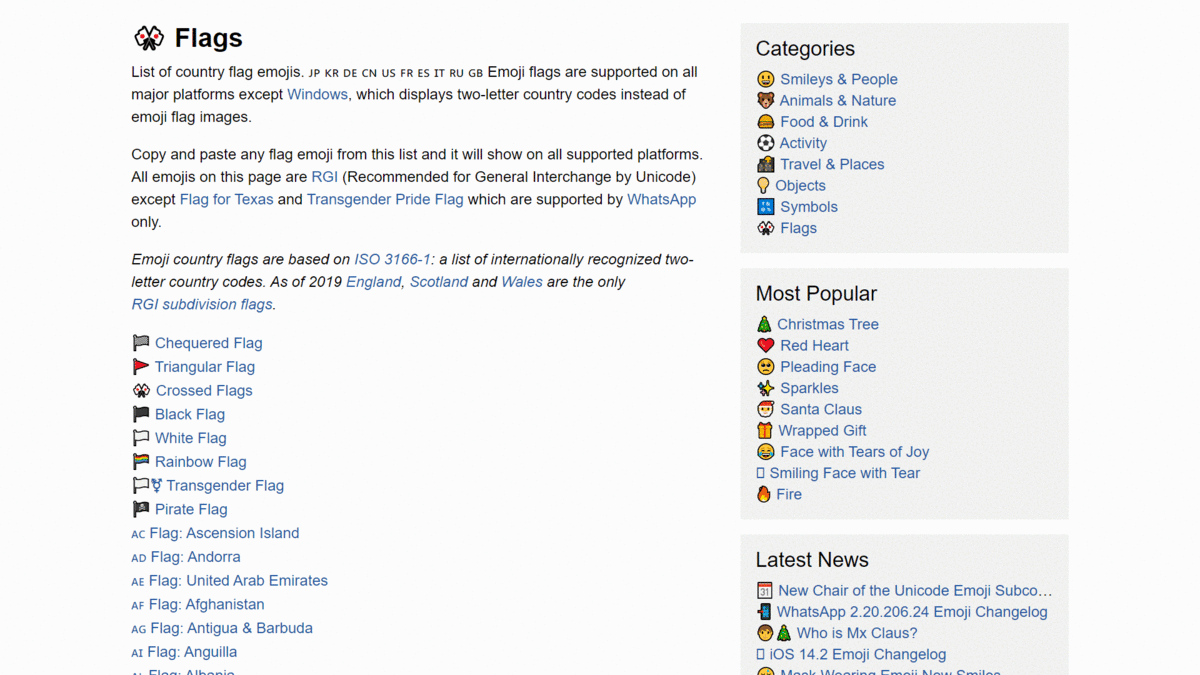 Flags
List of country flag emojis. JP KR DE CN US FR ES IT RU GB Emoji flags are supported on all
major platforms except Windows, which displays two-letter country codes instead of
emoji flag images.
Copy and paste any flag emoji from this list and it will show on all supported platforms.
All emojis on this page are RGI (Recommended for General Interchange by Unicode)
except Flag for Texas and Transgender Pride Flag which are supported by WhatsApp
only.
Emoji country flags are based on ISO 3166-1: a list of internationally recognized two-
letter country codes. As of 2019 England, Scotland and Wales are the only
RGI subdivision flags.
Chequered Flag
Triangular Flag
Crossed Flags
Black Flag
White Flag
Rainbow Flag
Transgender Flag
Pirate Flag
AC Flag: Ascension Island
AD Flag: Andorra
AE Flag: United Arab Emirates
AF Flag: Afghanistan
AG Flag: Antigua & Barbuda
AI Flag: Anguilla
AL Flag: Albania
Categories
Smileys & People
Animals & Nature
Food & Drink
Activity
Travel & Places
Objects
Symbols
Flags
Most Popular
Christmas Tree
Red Heart
Pleading Face
Sparkles
Santa Claus
Wrapped Gift
Face with Tears of Joy
Smiling Face with Tear
Fire
Latest News
New Chair of the Unicode Emoji Subco…
WhatsApp 2.20.206.24 Emoji Changelog
Who is Mx Claus?
iOS 14.2 Emoji Changelog
Mask Wearing Emoji Now Smiles